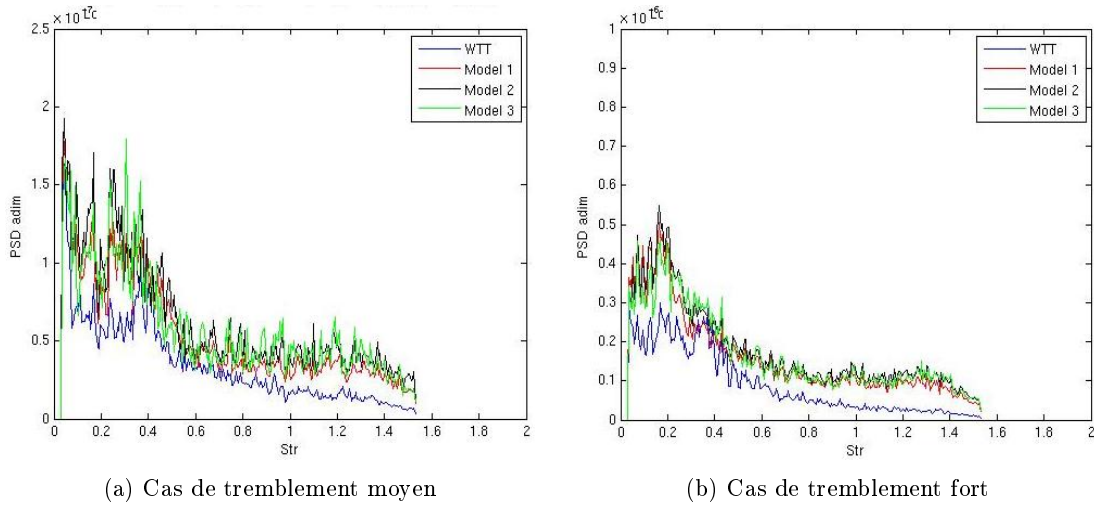 2.5
2
1.5
1
0.5
0
PSD adim
WTT
Model 1
Model 2
Model 3
0 0.2 0.4 0.6 0.8 1 1.2 1.4 1.6 1.8 2
Str
(a) Cas de tremblement moyen
1
0.9
0.8
0.7
0.6
0.5
0.4
0.3
0.2
0.1
0
PSD adim
WTT
Model 1
Model 2
Model 3
0 0.2 0.4 0.6 0.8 1 1.2 1.4 1.6 1.8 2
Str
(b) Cas de tremblement fort